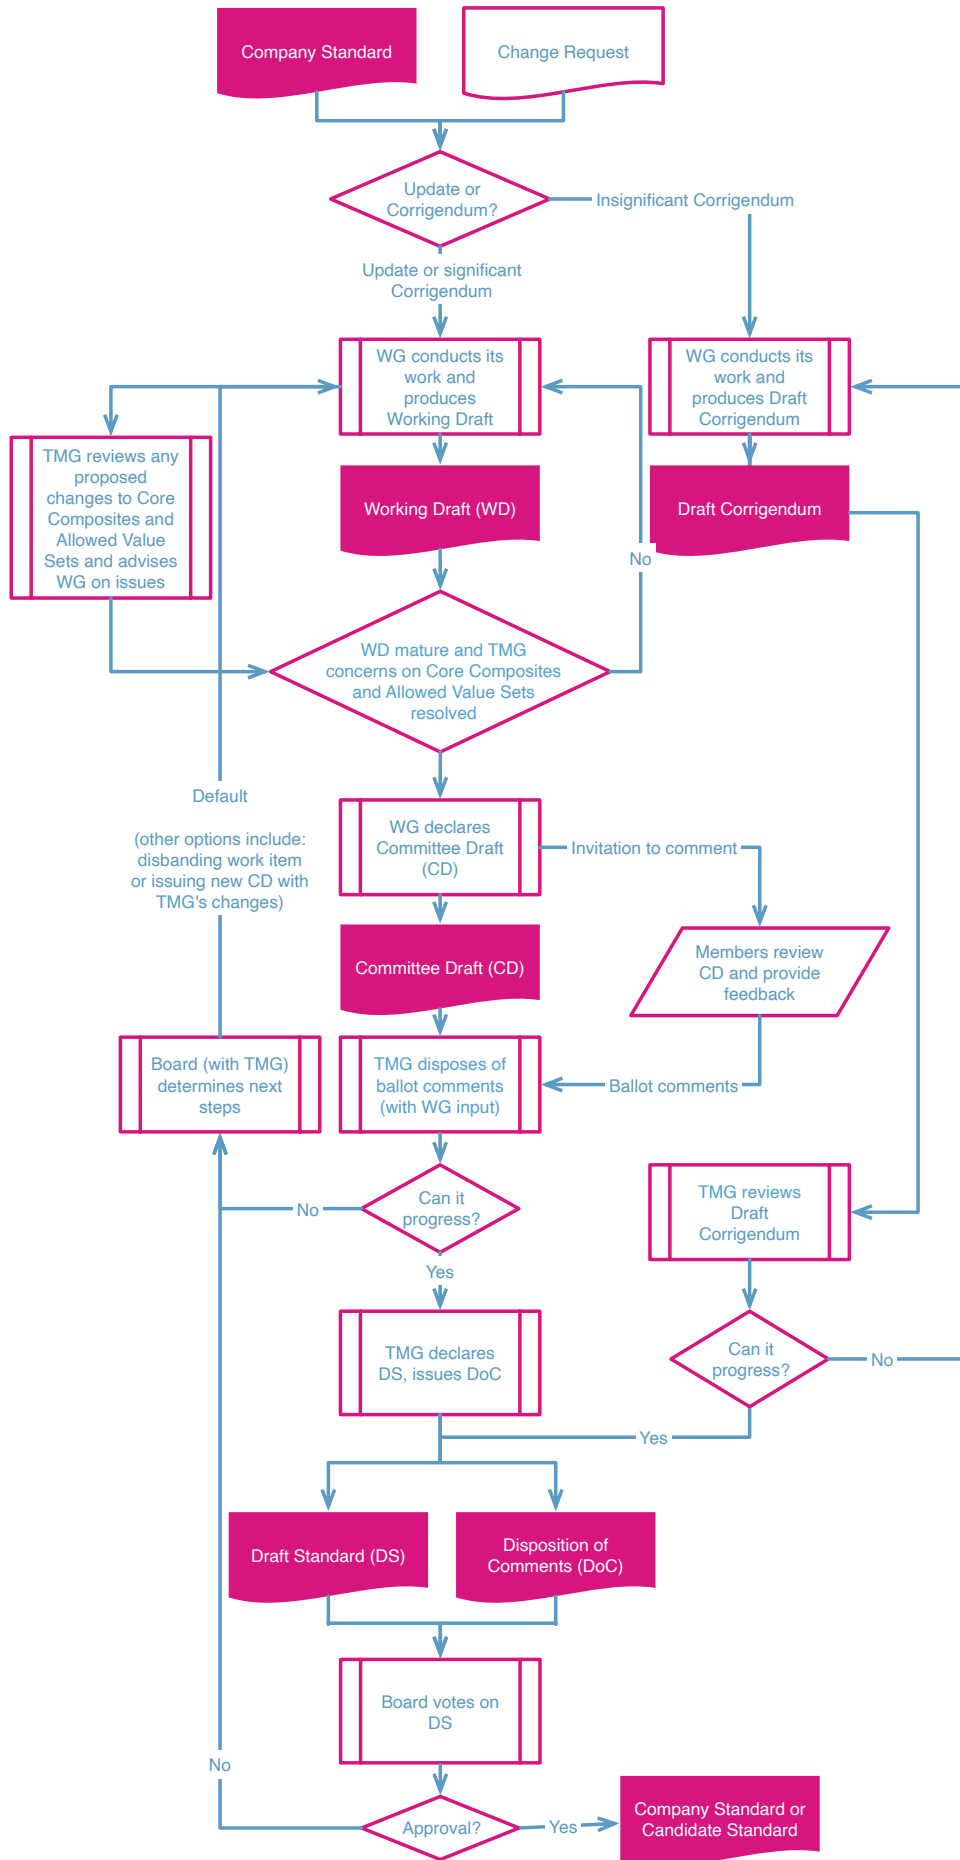 Company Standard
Change Request
Update or
Corrigendum?
Insignificant Corrigendum
Update or significant
Corrigendum
WG conducts its
work and
produces
Working Draft
WG conducts its
work and
produces Draft
Corrigendum
TMG reviews any
proposed
changes to Core
Composites and
Allowed Value
Sets and advises
WG on issues
Working Draft (WD)
Draft Corrigendum
No
WD mature and TMG
concerns on Core Composites
and Allowed Value Sets
resolved
Default
(other options include:
disbanding work item
or issuing new CD with
TMG's changes)
WG declares
Committee Draft
(CD)
Invitation to comment
Committee Draft (CD)
Members review
CD and provide
feedback
Board (with TMG)
determines next
steps
TMG disposes of
ballot comments
(with WG input)
Ballot comments
Can it
progress?
No
TMG reviews
Draft
Corrigendum
Yes
TMG declares
DS, issues DoC
Can it
progress?
No
Yes
Draft Standard (DS)
Disposition of
Comments (DoC)
Board votes on
DS
No
Approval?
Yes
Company Standard or
Candidate Standard